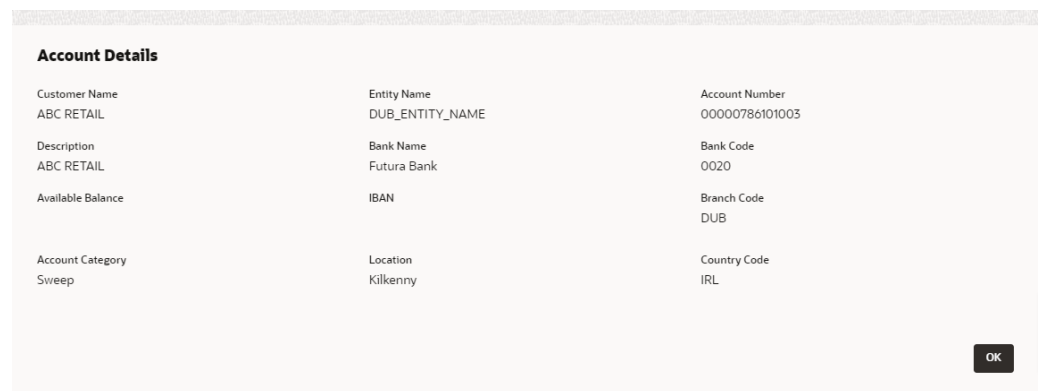 Account Details
Customer Name Entity Name Account Number
ABC RETAIL DUB_ENTITY_NAME 00000786101003
Description Bank Name Bank Code
ABC RETAIL Futura Bank 0020
Available Balance IBAN Branch Code
DUB
Account Category Location Country Code
Sweep Kilkenny IRL
OK